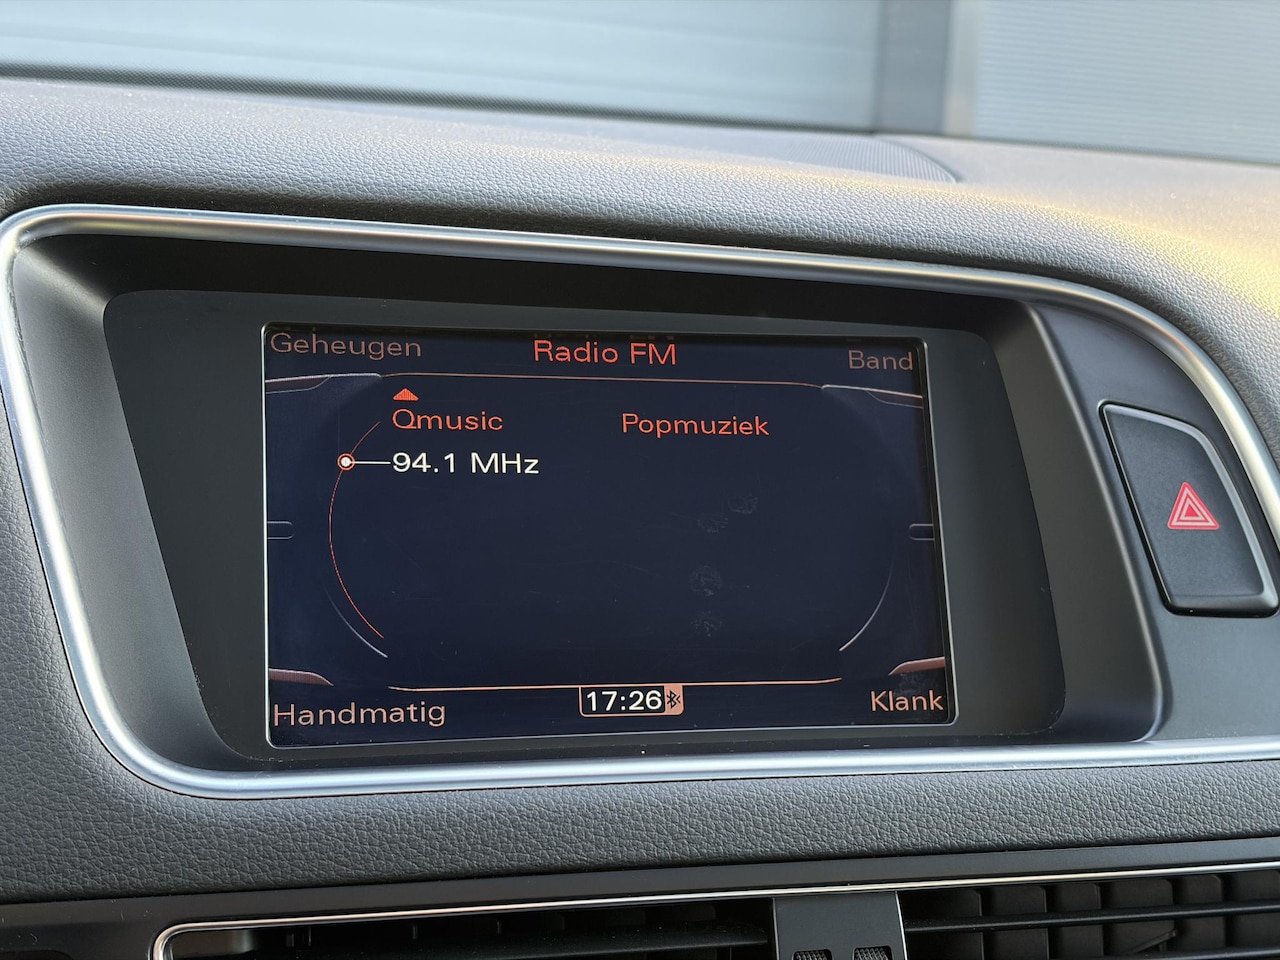 Geheugen
Radio FM
Band
Qmusic
Popmuziek
94.1 MHz
Handmatig
17:26
Klank